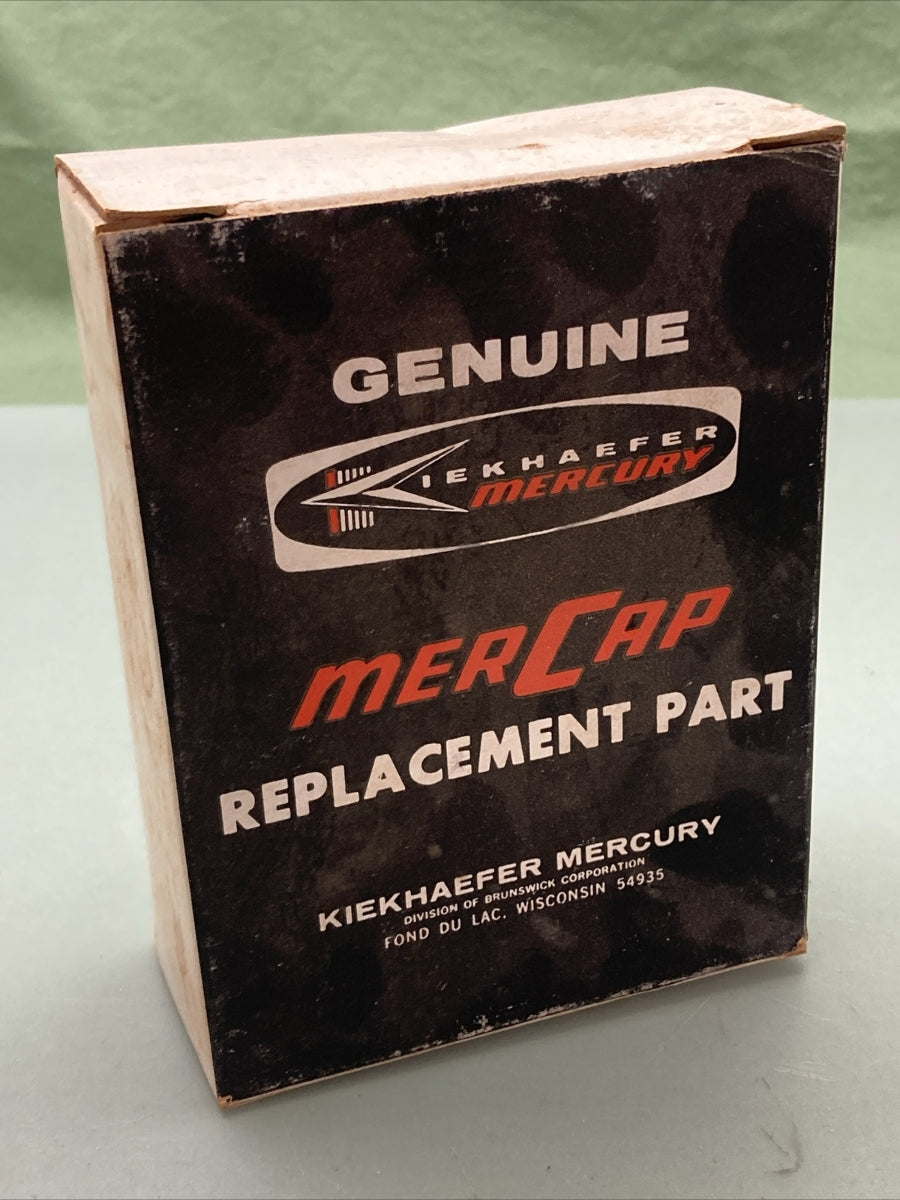 GENUINE
KIEKHAEFER
MERCURY
MERCAP
REPLACEMENT PART
KIEKHAEFER MERCURY
DIVISION OF BRUNSWICK CORPORATION
FOND DU LAC, WISCONSIN 54935